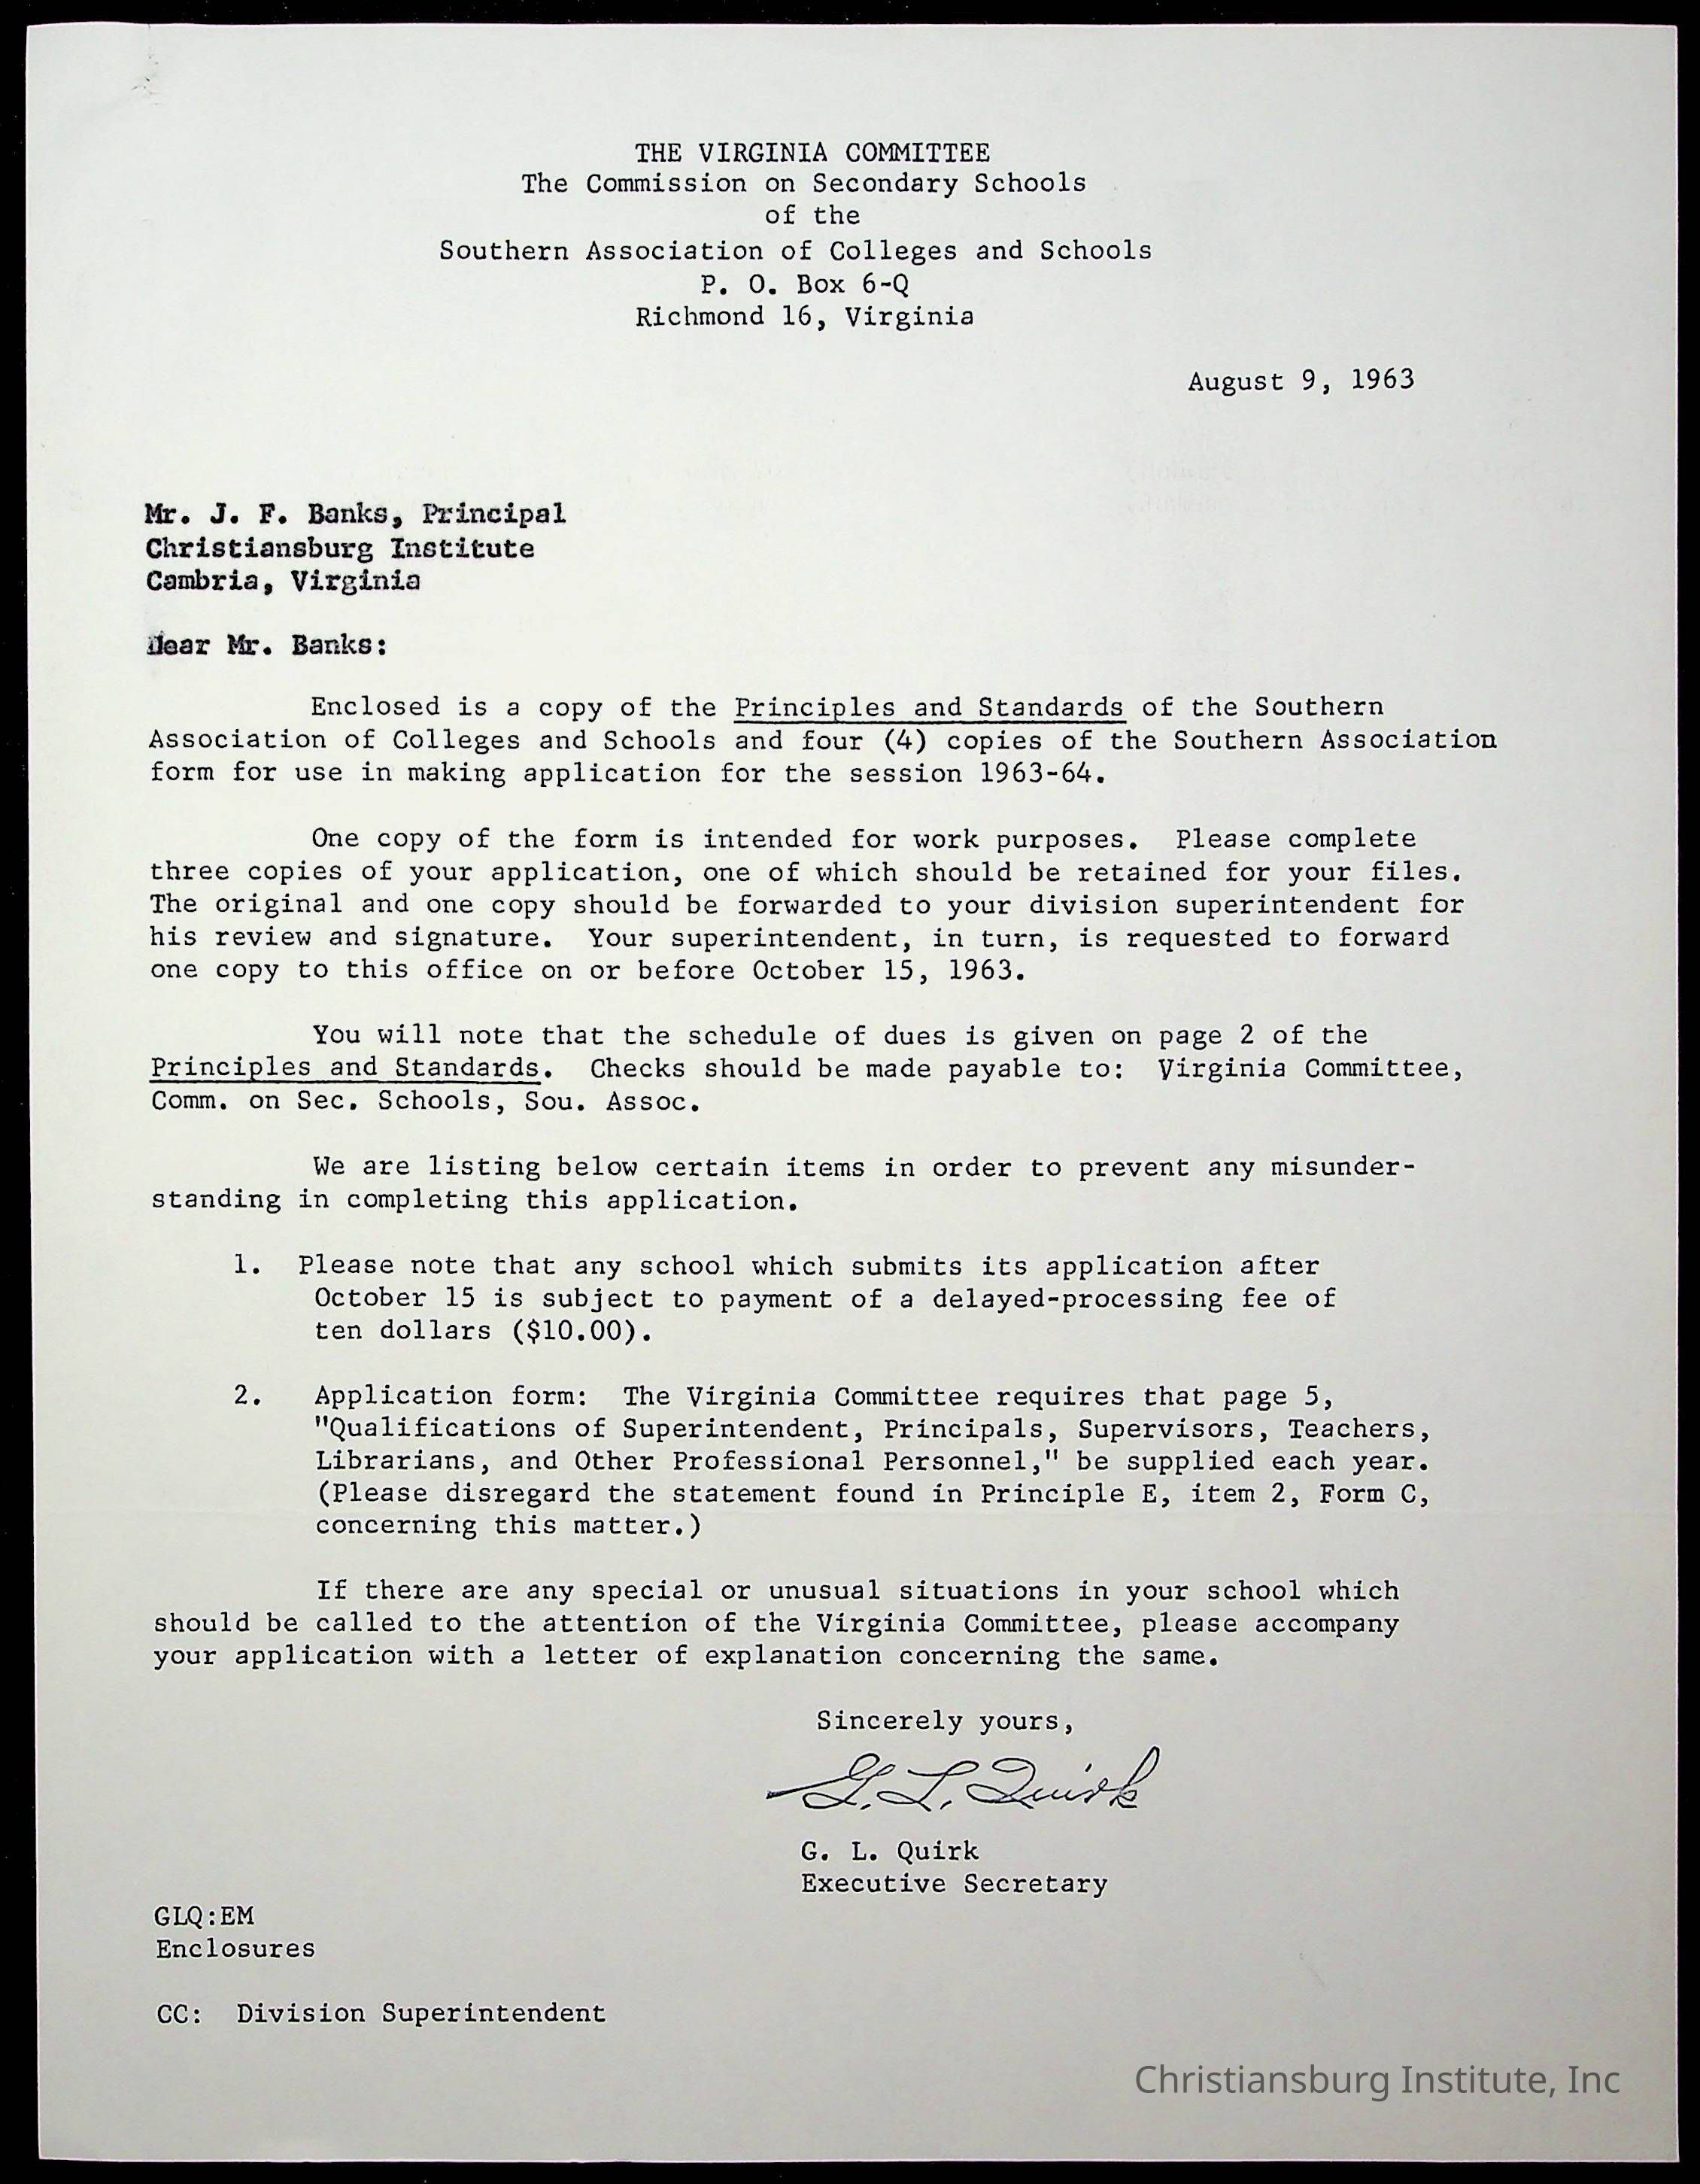 THE VIRGINIA COMMITTEE
The Commission on Secondary Schools
of the
Southern Association of Colleges and Schools
P. O. Box 6-Q
Richmond 16, Virginia
August 9, 1963
Mr. J. F. Banks, Principal
Christiansburg Institute
Cambria, Virginia
Dear Mr. Banks:
Enclosed is a copy of the Principles and Standards of the Southern
Association of Colleges and Schools and four (4) copies of the Southern Association
form for use in making application for the session 1963-64.
One copy of the form is intended for work purposes. Please complete
three copies of your application, one of which should be retained for your files.
The original and one copy should be forwarded to your division superintendent for
his review and signature. Your superintendent, in turn, is requested to forward
one copy to this office on or before October 15, 1963.
You will note that the schedule of dues is given on page 2 of the
Principles and Standards. Checks should be made payable to: Virginia Committee,
Comm. on Sec. Schools, Sou. Assoc.
We are listing below certain items in order to prevent any misunder-
standing in completing this application.
1. Please note that any school which submits its application after
October 15 is subject to payment of a delayed-processing fee of
ten dollars ($10.00).
2. Application form: The Virginia Committee requires that page 5,
"Qualifications of Superintendent, Principals, Supervisors, Teachers,
Librarians, and Other Professional Personnel," be supplied each year.
(Please disregard the statement found in Principle E, item 2, Form C,
concerning this matter.)
If there are any special or unusual situations in your school which
should be called to the attention of the Virginia Committee, please accompany
your application with a letter of explanation concerning the same.
Sincerely yours,
G. L. Quirk
G. L. Quirk
Executive Secretary
GLQ:EM
Enclosures
CC: Division Superintendent
Christiansburg Institute, Inc